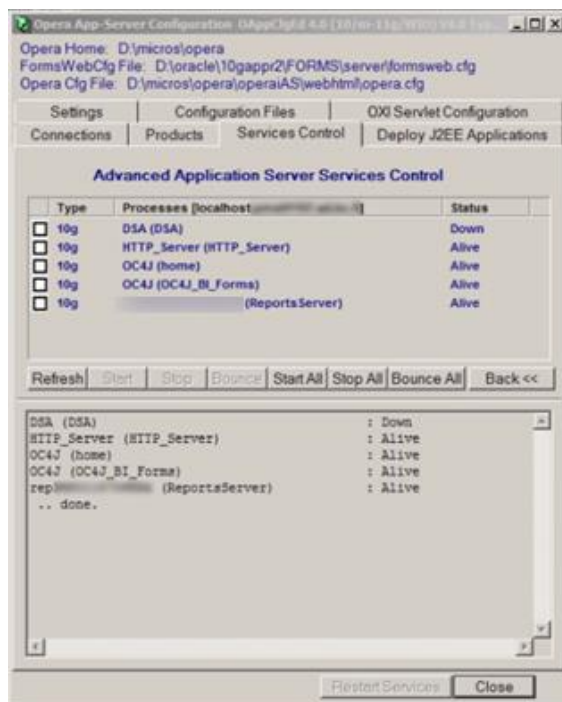 Opera App-Server Configuration OAppCfgEd 4.0
Opera Home: D:\micros\opera
FormsWebCfg File: D:\oracle\10gappr2\FORMS\server\formsweb.cfg
Opera Cfg File: D:\micros\opera\operaiAS\webhtml\opera.cfg
Settings Configuration Files OXI Servlet Configuration
Connections Products Services Control Deploy J2EE Applications
Advanced Application Server Services Control
Type Processes [localhost Status
10g DSA (DSA) Down
10g HTTP_Server (HTTP_Server) Alive
10g OC4J (home) Alive
10g OC4J (OC4J_BI_Forms) Alive
10g (ReportsServer) Alive
Refresh Start Stop Bounce Start All Stop All Bounce All Back <<
DSA (DSA) : Down
HTTP_Server (HTTP_Server) : Alive
OC4J (home) : Alive
OC4J (OC4J_BI_Forms) : Alive
rep (ReportsServer) : Alive
.. done.
Restart Services Close